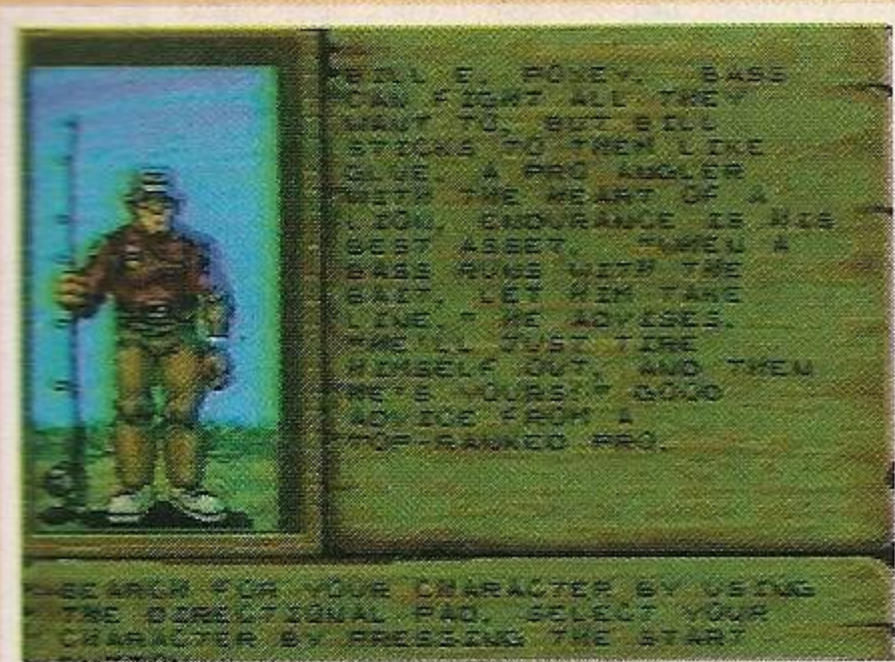 BILL E. POXEY. BASS
CAN FIGHT ALL THEY
WANT TO, BUT BILL
STICKS TO THEM LIKE
GLUE. A PRO ANGLER
WITH THE HEART OF A
LION, ENDURANCE IS HIS
BEST ASSET. "WHEN A
BASS RUNS WITH THE
BAIT, LET HIM TAKE
LINE," HE ADVISES.
"HE'LL JUST TIRE
HIMSELF OUT, AND THEN
HE'S YOURS!" GOOD
ADVICE FROM A
TOP-RANKED PRO.
SEARCH FOR YOUR CHARACTER BY USING
THE DIRECTIONAL PAD. SELECT YOUR
CHARACTER BY PRESSING THE START